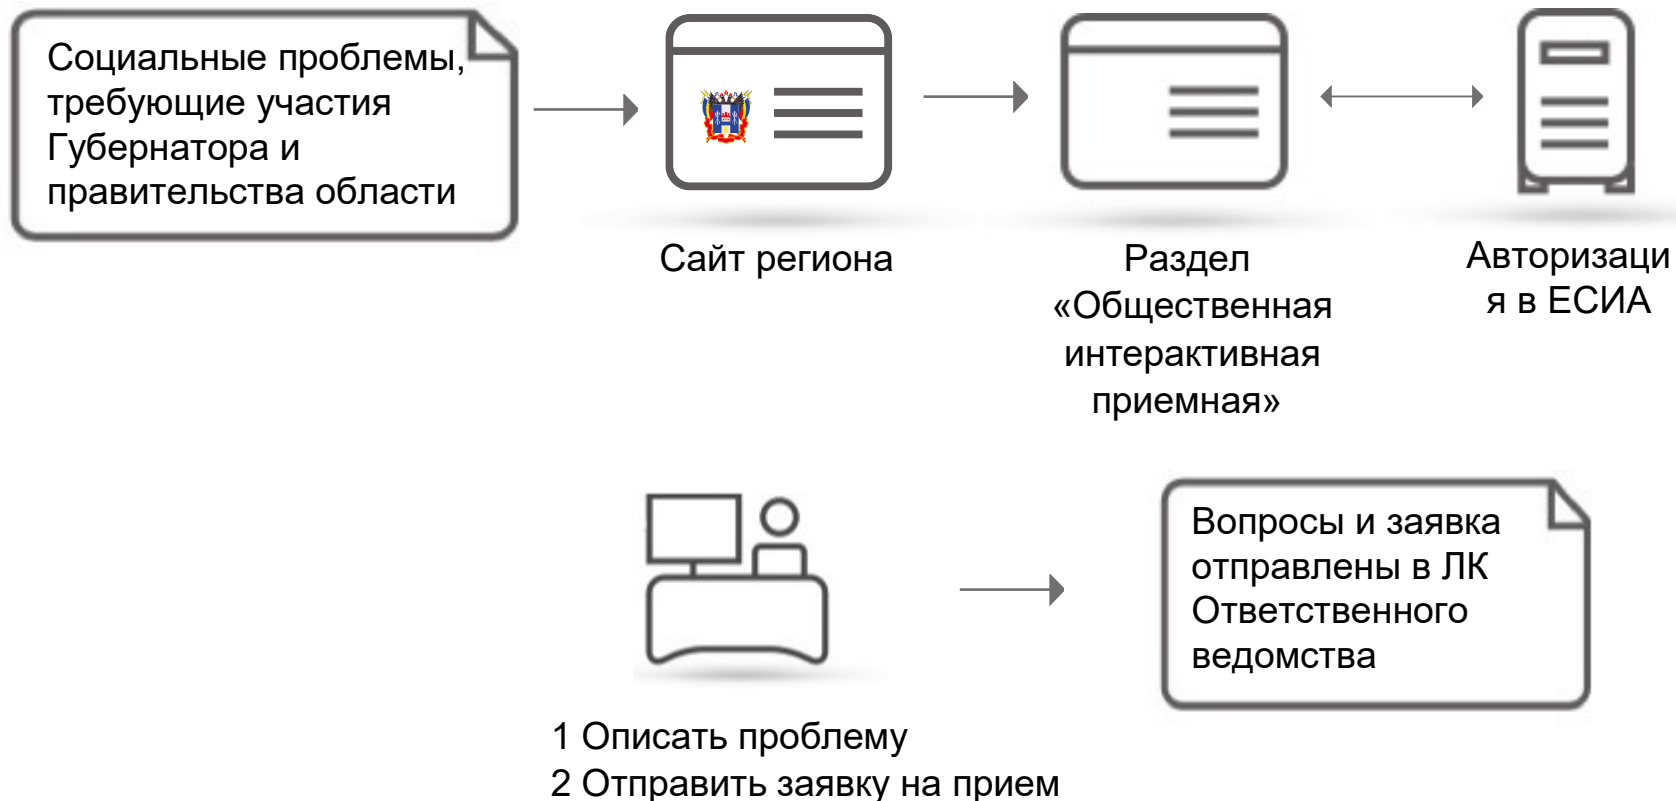 Социальные проблемы,
требующие участия
Губернатора и
правительства области
Сайт региона
Раздел
«Общественная
интерактивная
приемная»
Авторизаци
я в ЕСИА
1 Описать проблему
2 Отправить заявку на прием
Вопросы и заявка
отправлены в ЛК
Ответственного
ведомства